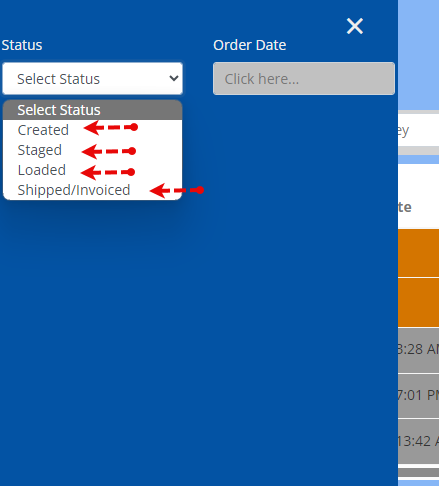 Status
Order Date
Select Status
Click here...
Select Status
Created
Staged
Loaded
Shipped/Invoiced
ey
te
3:28 AM
7:01 PM
13:42 A